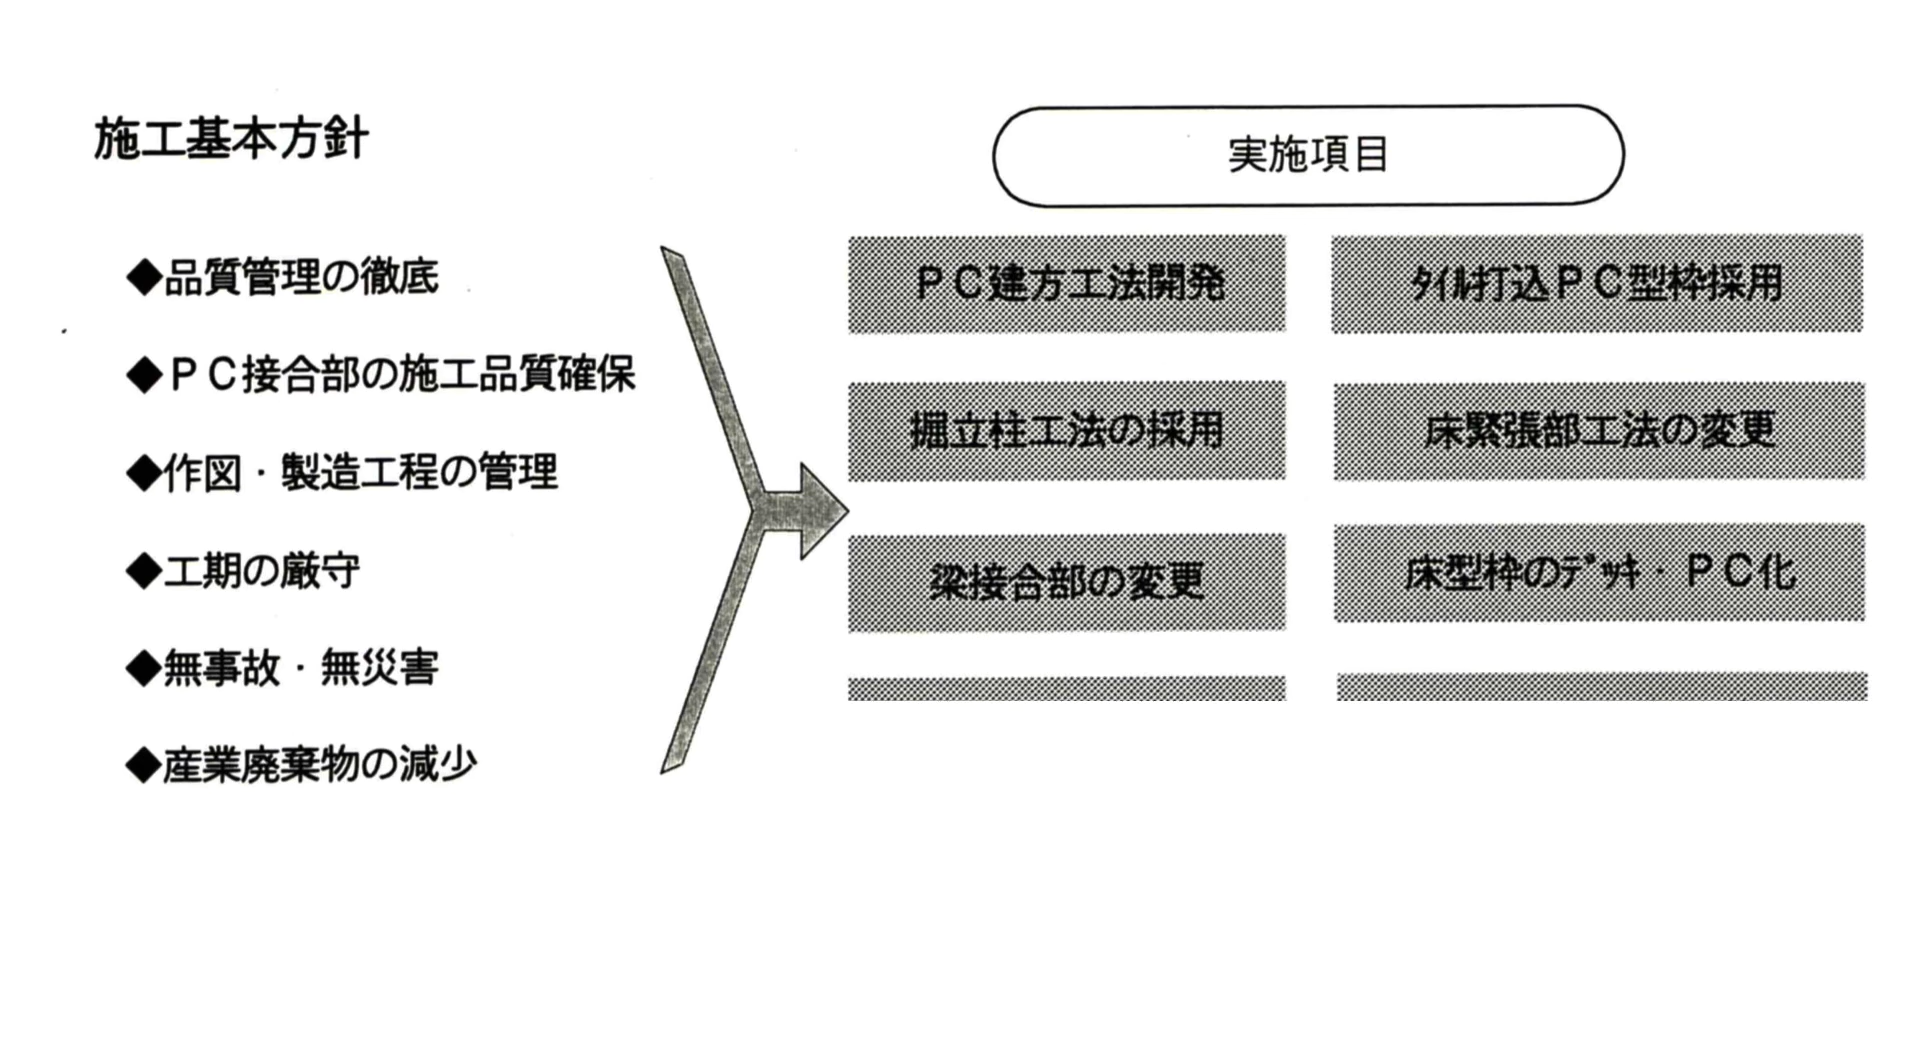 施工基本方針
◆品質管理の徹底
◆ＰＣ接合部の施工品質確保
◆作図・製造工程の管理
◆工期の厳守
◆無事故・無災害
◆産業廃棄物の減少
実施項目
ＰＣ建方工法開発
ﾀｲﾙ打込ＰＣ型枠採用
掘立柱工法の採用
床緊張部工法の変更
梁接合部の変更
床型枠のﾃﾞｯｷ・ＰＣ化